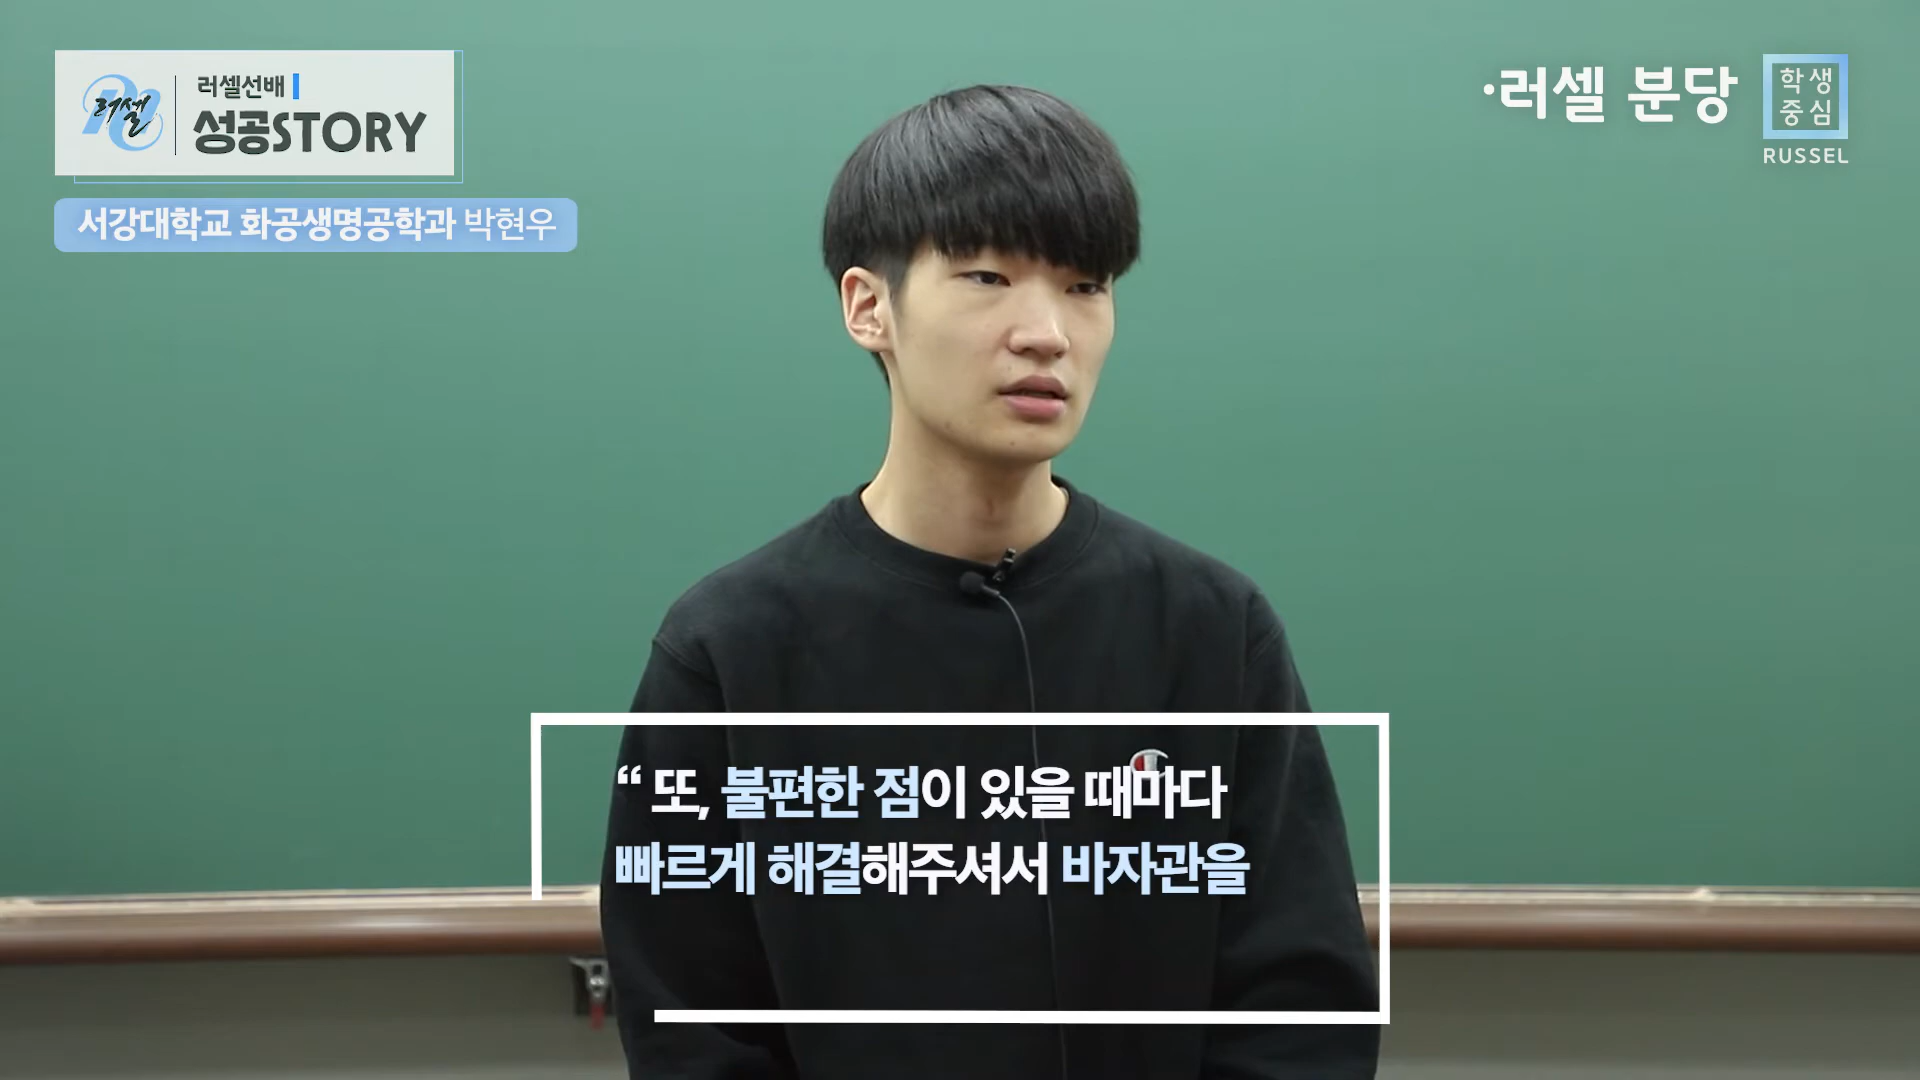 러셀
러셀선배
성공STORY
서강대학교 화공생명공학과 박현우
·러셀 분당
학생
중심
RUSSEL
“ 또, 불편한 점이 있을 때마다
빠르게 해결해주셔서 바자관을